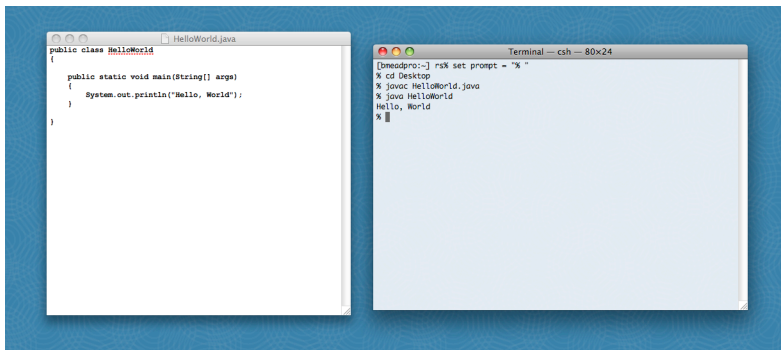 HelloWorld.java
public class HelloWorld
{
public static void main(String[] args)
{
System.out.println("Hello, World");
}
}
Terminal — csh — 80×24
[bmeadpro:~] rs% set prompt = "% "
% cd Desktop
% javac HelloWorld.java
% java HelloWorld
Hello, World
%